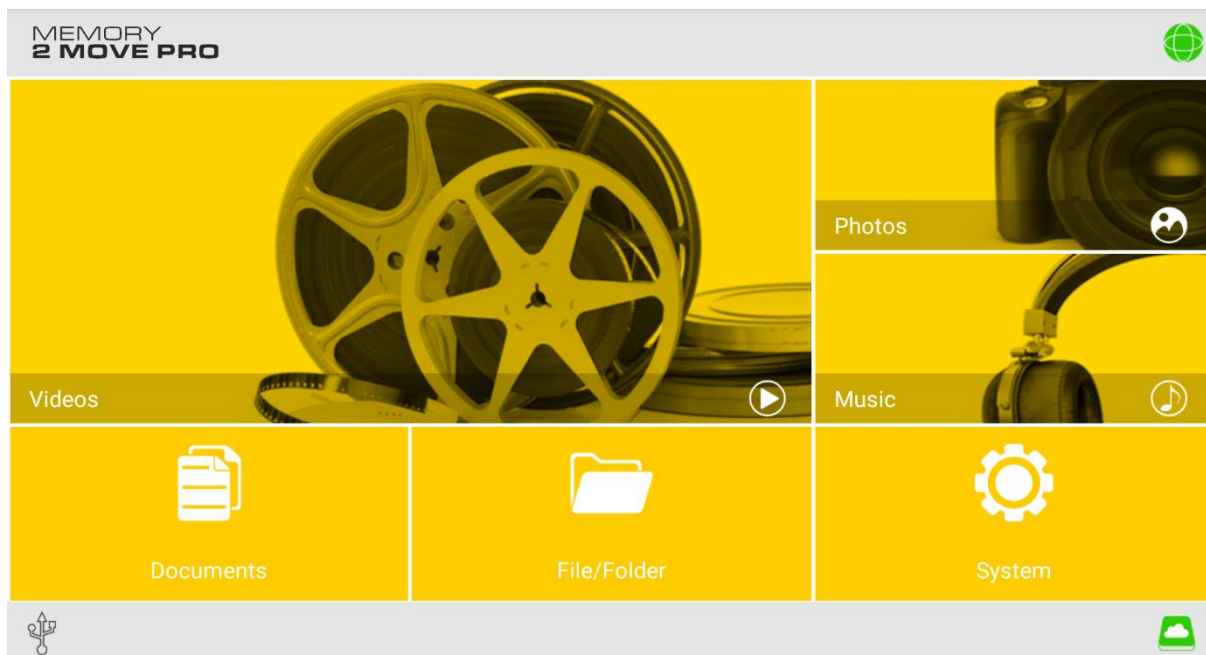 MEMORY
2 MOVE PRO
Photos
Videos
Music
Documents
File/Folder
System